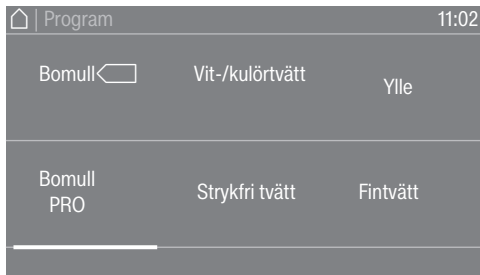 Program 11:02
Bomull Vit-/kulörtvätt Ylle
Bomull
PRO
Strykfri tvätt Fintvätt